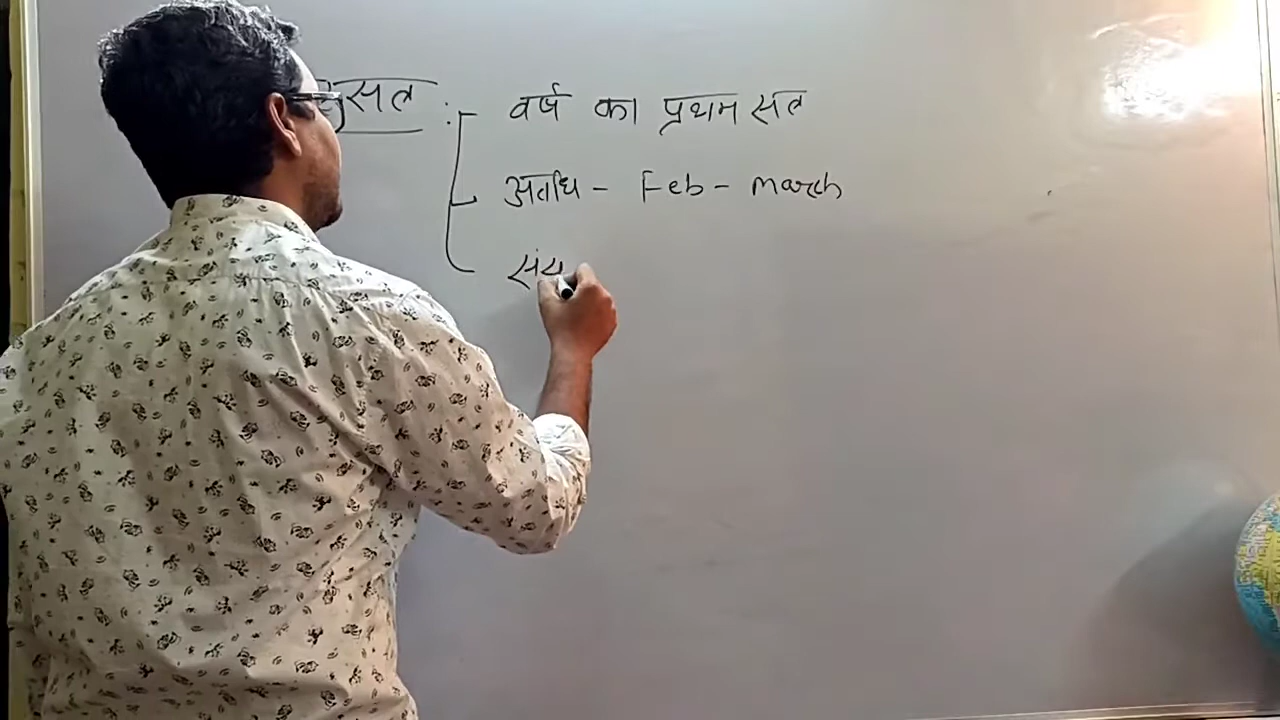 सत्र :
वर्ष का प्रथम सत्र
अवधि - Feb - March
संस